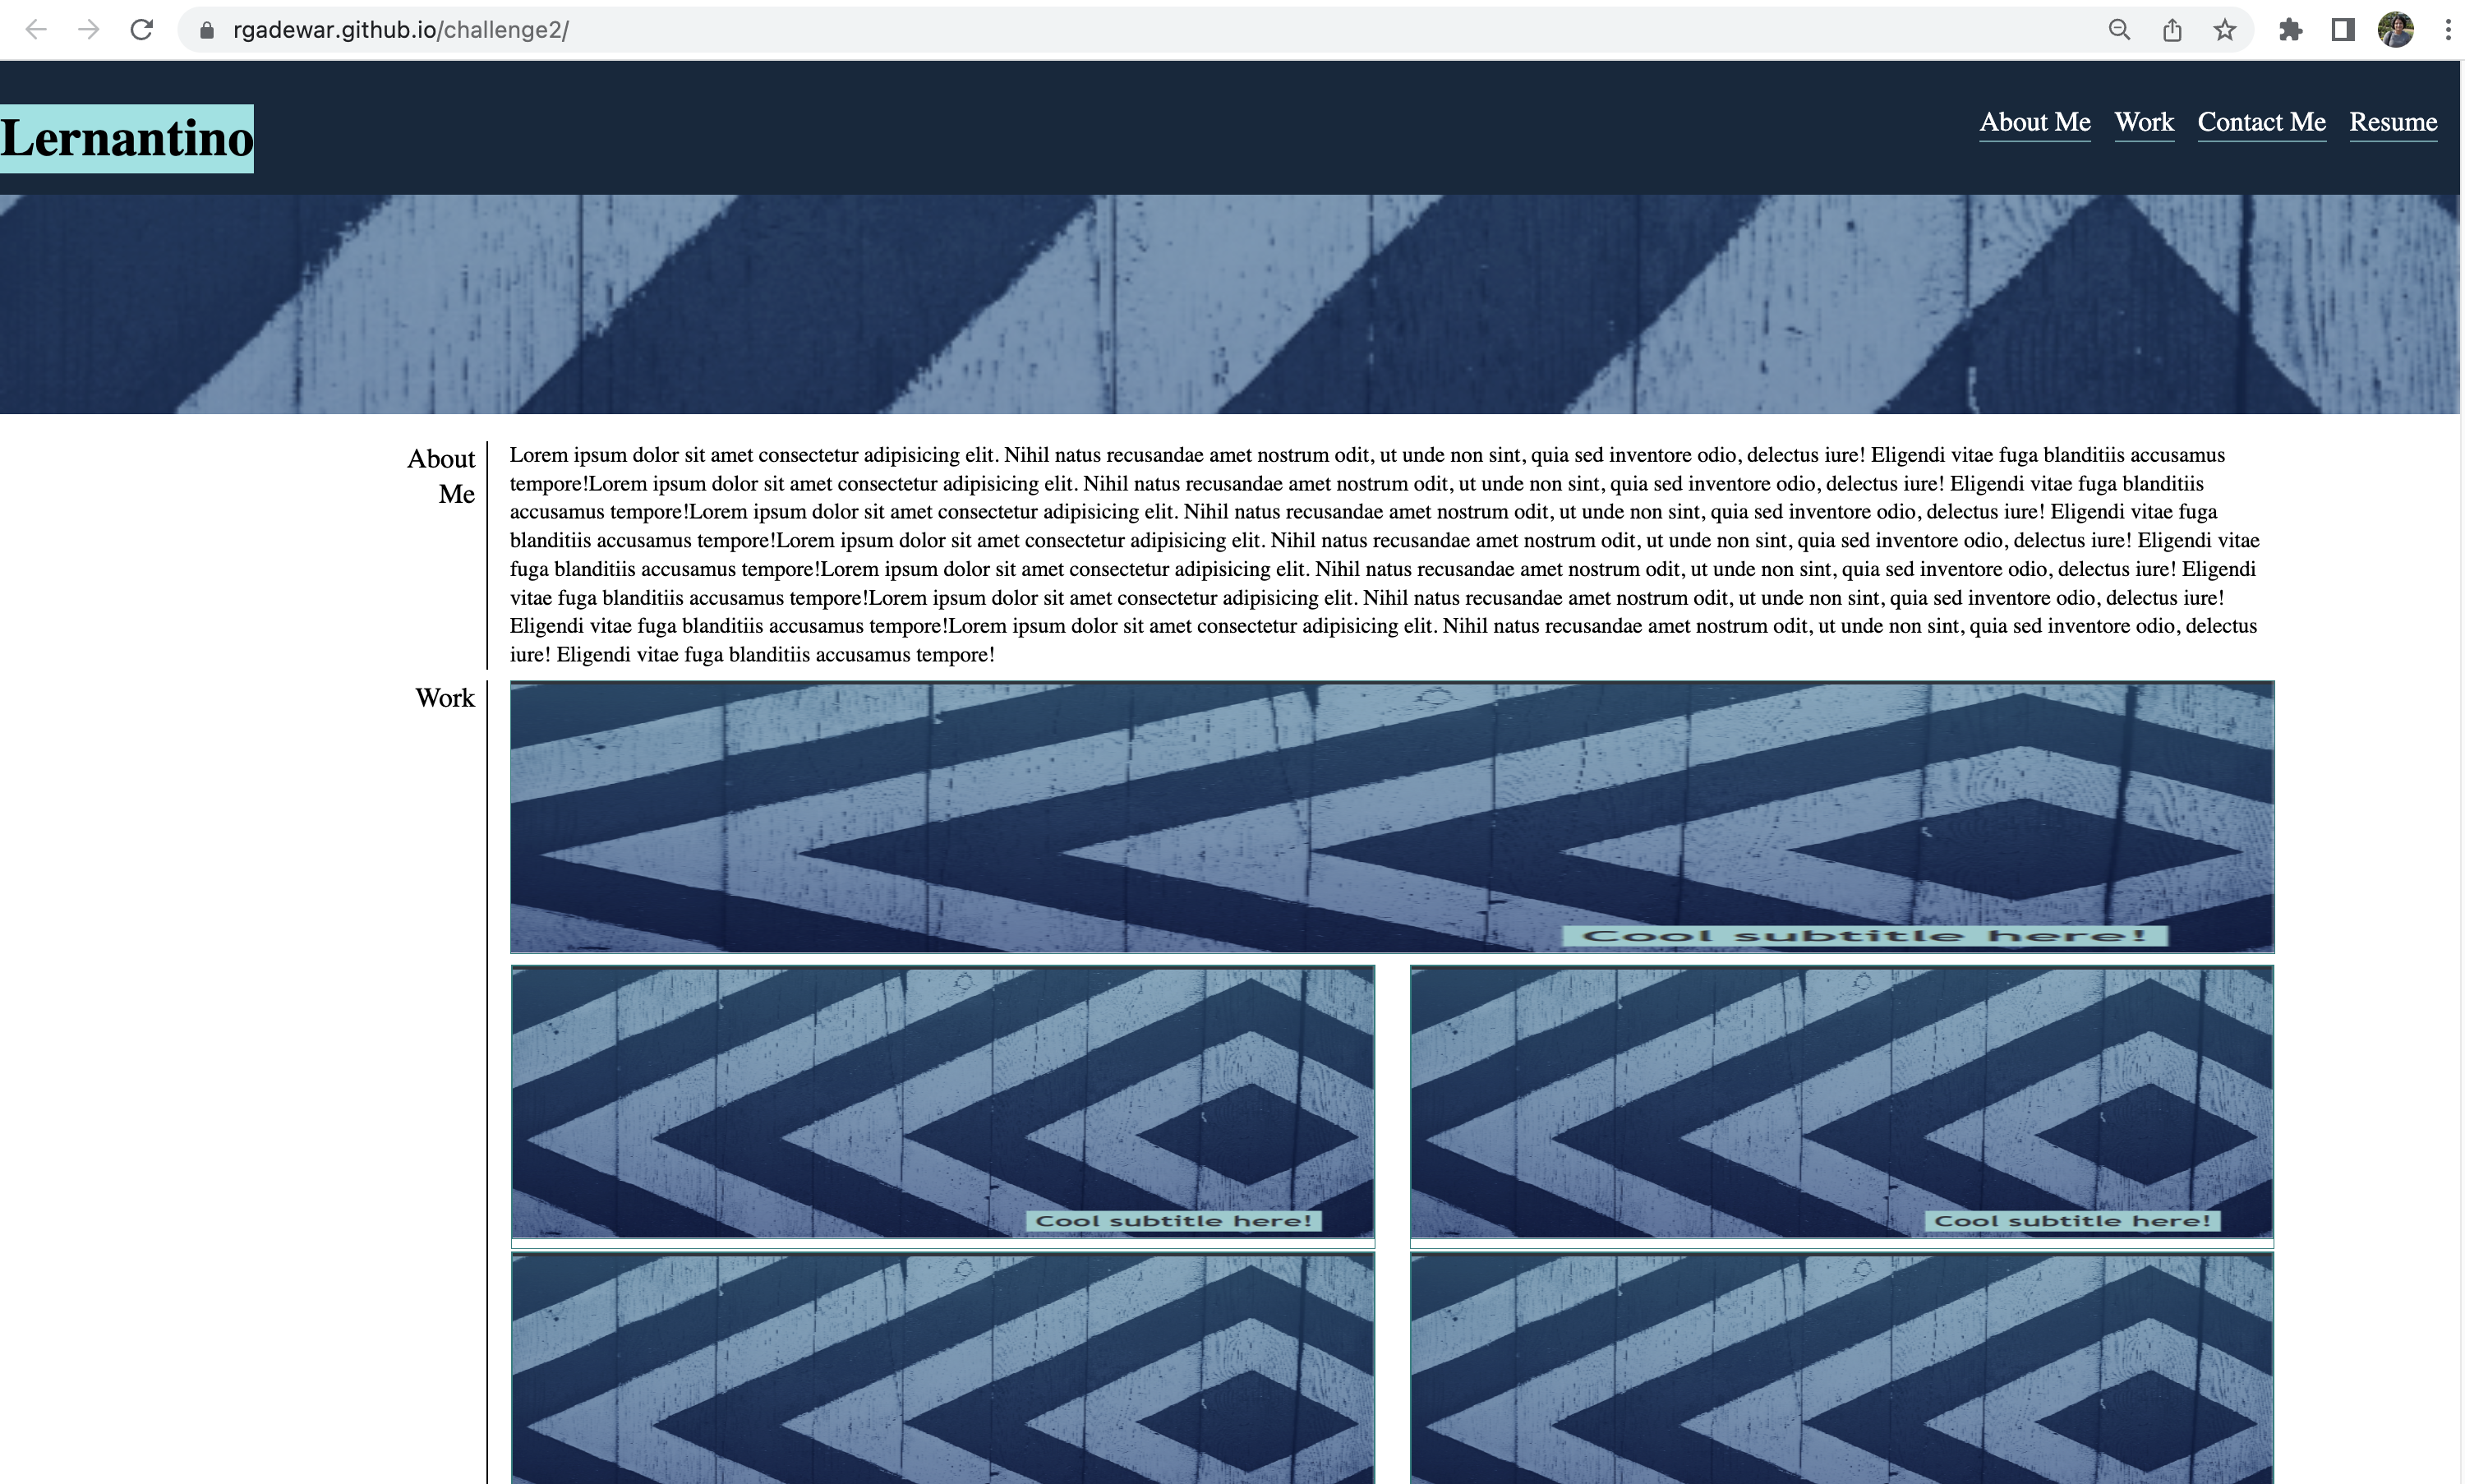 rgadewar.github.io/challenge2/
Lernantino
About Me Work Contact Me Resume
About
Me
Lorem ipsum dolor sit amet consectetur adipisicing elit. Nihil natus recusandae amet nostrum odit, ut unde non sint, quia sed inventore odio, delectus iure! Eligendi vitae fuga blanditiis accusamus
tempore!Lorem ipsum dolor sit amet consectetur adipisicing elit. Nihil natus recusandae amet nostrum odit, ut unde non sint, quia sed inventore odio, delectus iure! Eligendi vitae fuga blanditiis
accusamus tempore!Lorem ipsum dolor sit amet consectetur adipisicing elit. Nihil natus recusandae amet nostrum odit, ut unde non sint, quia sed inventore odio, delectus iure! Eligendi vitae fuga
blanditiis accusamus tempore!Lorem ipsum dolor sit amet consectetur adipisicing elit. Nihil natus recusandae amet nostrum odit, ut unde non sint, quia sed inventore odio, delectus iure! Eligendi vitae
fuga blanditiis accusamus tempore!Lorem ipsum dolor sit amet consectetur adipisicing elit. Nihil natus recusandae amet nostrum odit, ut unde non sint, quia sed inventore odio, delectus iure! Eligendi
vitae fuga blanditiis accusamus tempore!Lorem ipsum dolor sit amet consectetur adipisicing elit. Nihil natus recusandae amet nostrum odit, ut unde non sint, quia sed inventore odio, delectus iure!
Eligendi vitae fuga blanditiis accusamus tempore!Lorem ipsum dolor sit amet consectetur adipisicing elit. Nihil natus recusandae amet nostrum odit, ut unde non sint, quia sed inventore odio, delectus
iure! Eligendi vitae fuga blanditiis accusamus tempore!
Work
Cool subtitle here!
Cool subtitle here!
Cool subtitle here!